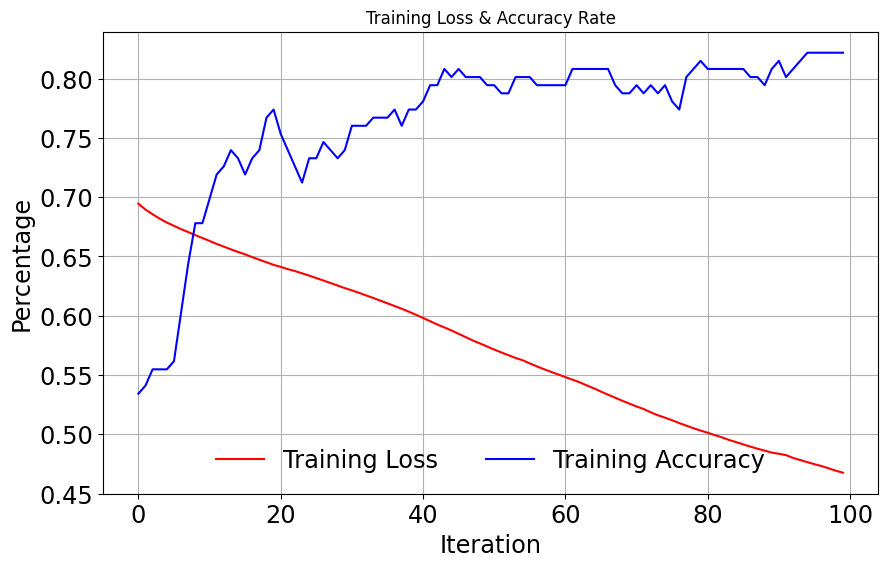 Training Loss & Accuracy Rate
Percentage
0.80
0.75
0.70
0.65
0.60
0.55
0.50
0.45
Training Loss
Training Accuracy
0
20
40
60
80
100
Iteration